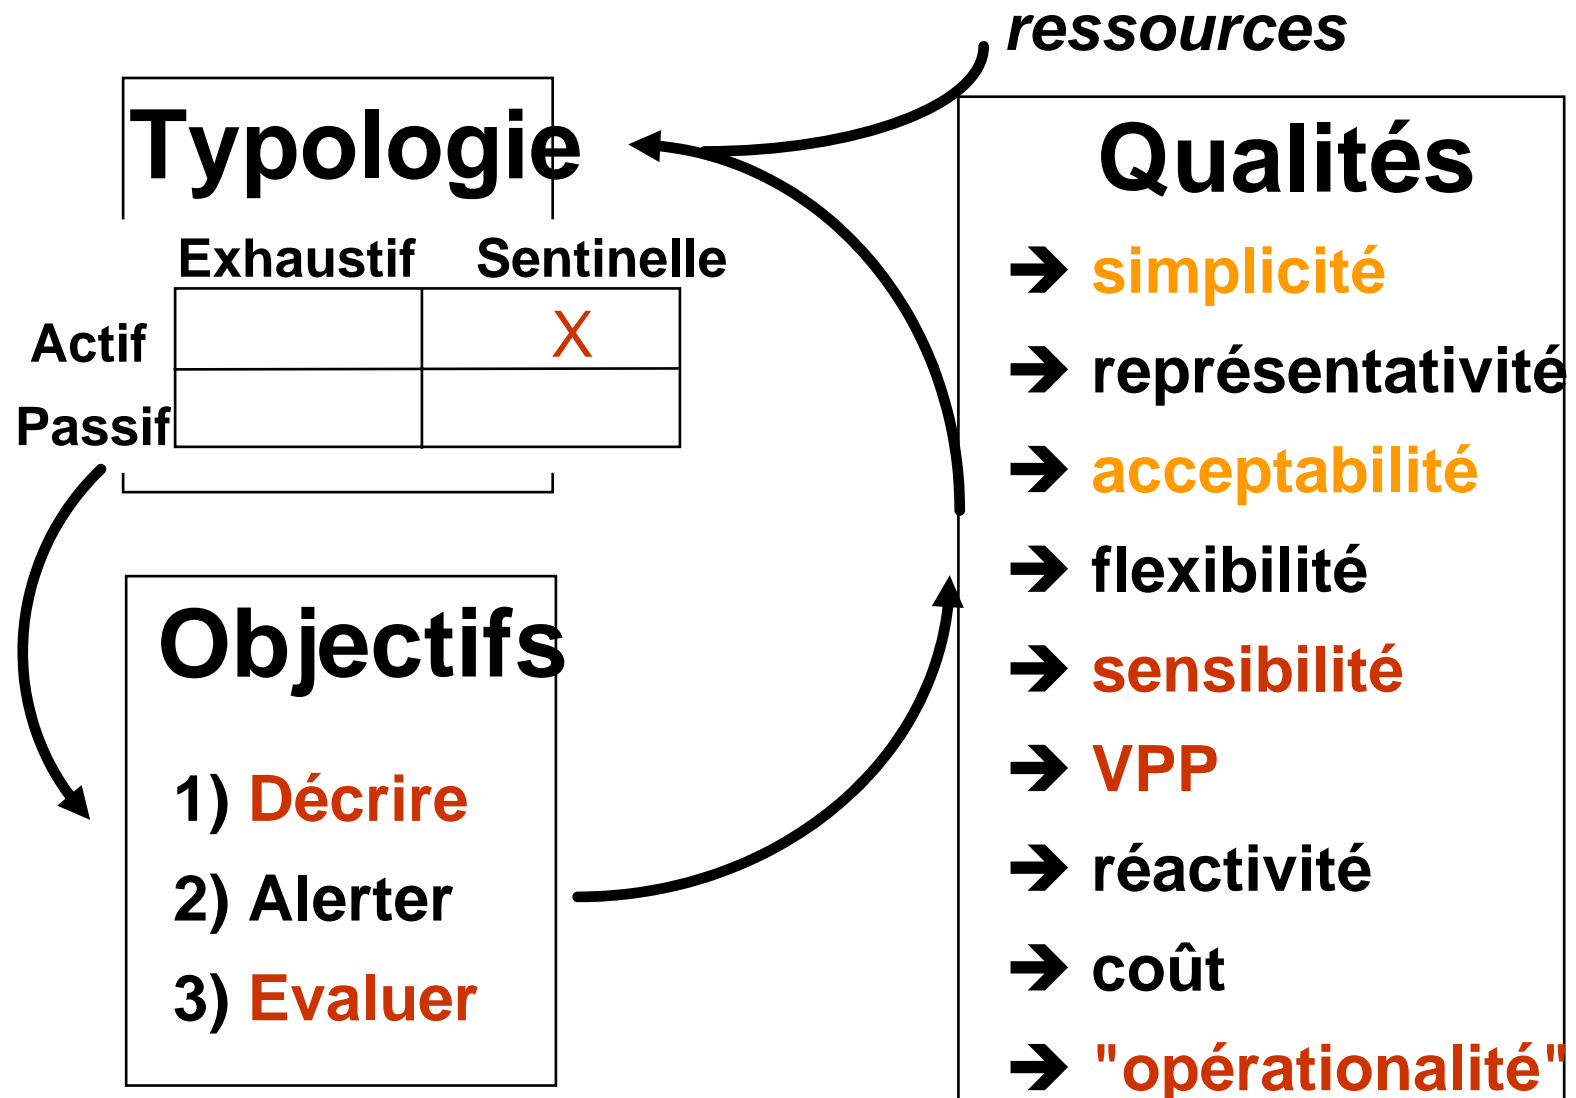 ressources
Typologie
Exhaustif Sentinelle
Actif X
Passif
Objectifs
1) Décrire
2) Alerter
3) Evaluer
Qualités
➔ simplicité
➔ représentativité
➔ acceptabilité
➔ flexibilité
➔ sensibilité
➔ VPP
➔ réactivité
➔ coût
➔ "opérationalité"